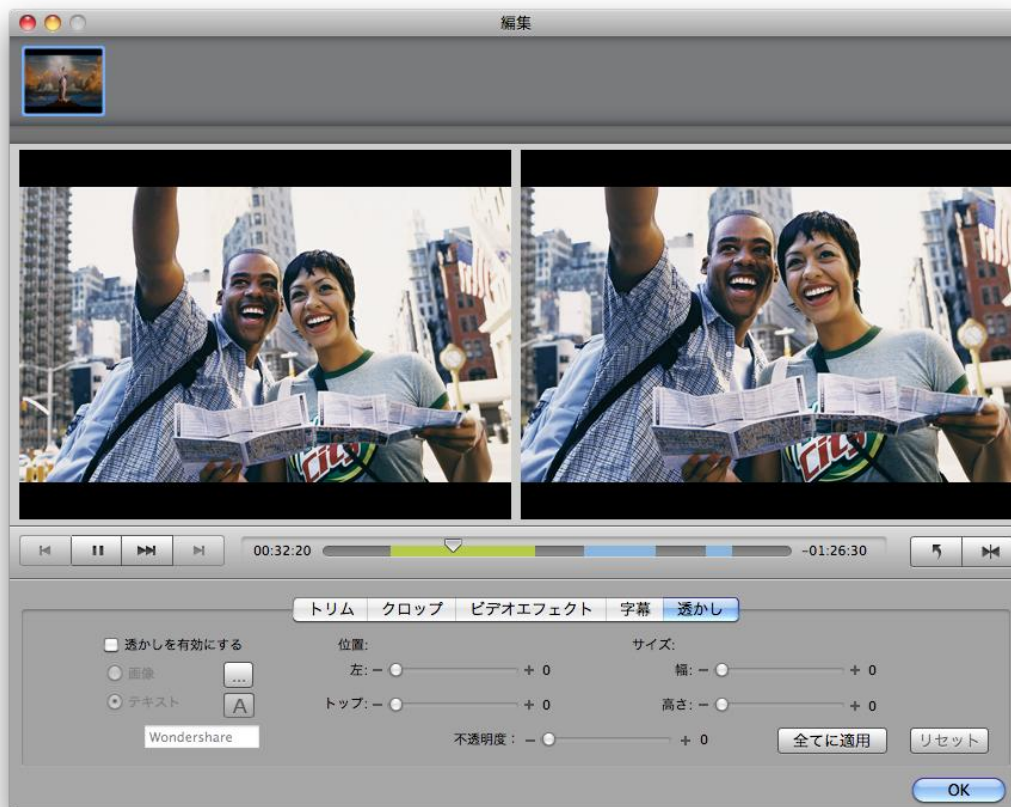 編集
00:32:20
-01:26:30
トリム クロップ ビデオエフェクト 字幕 透かし
透かしを有効にする
画像 ...
テキスト A
Wondershare
位置:
左: − + 0
トップ: − + 0
サイズ:
幅: − + 0
高さ: − + 0
不透明度： − + 0
全てに適用 リセット
OK
City
City